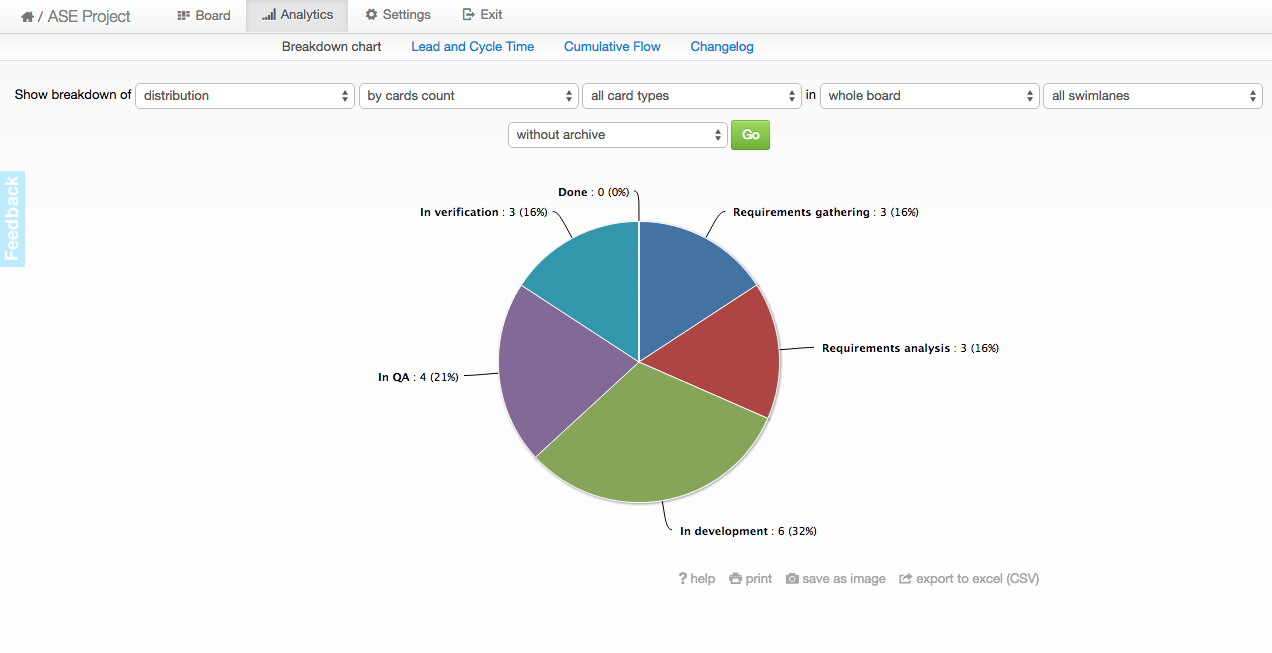 / ASE Project Board Analytics Settings Exit
Breakdown chart Lead and Cycle Time Cumulative Flow Changelog
Show breakdown of distribution by cards count all card types in whole board all swimlanes
without archive Go
Feedback
Done : 0 (0%)
In verification : 3 (16%) Requirements gathering : 3 (16%)
Requirements analysis : 3 (16%)
In QA : 4 (21%)
In development : 6 (32%)
? help print save as image export to excel (CSV)